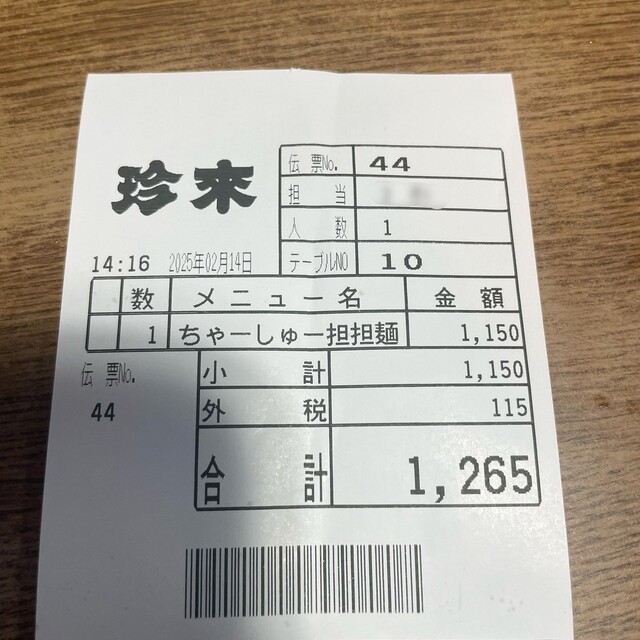 珍來
伝票No. 44
担当
人数 1
14:16 2025年02月14日 テーブルNO 10
数 メニュー名 金額
1 ちゃーしゅー担担麺 1,150
伝票No. 小計 1,150
44 外税 115
合計 1,265